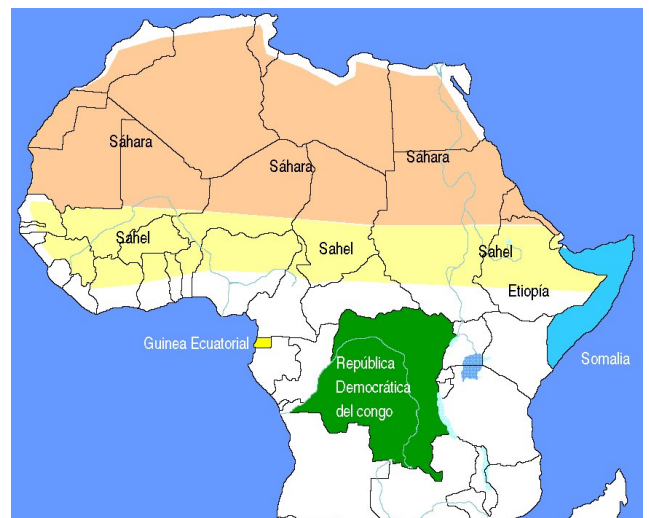 Sáhara
Sáhara
Sáhara
Sahel
Sahel
Sahel
Etiopía
Guinea Ecuatorial
República
Democrática
del congo
Somalia